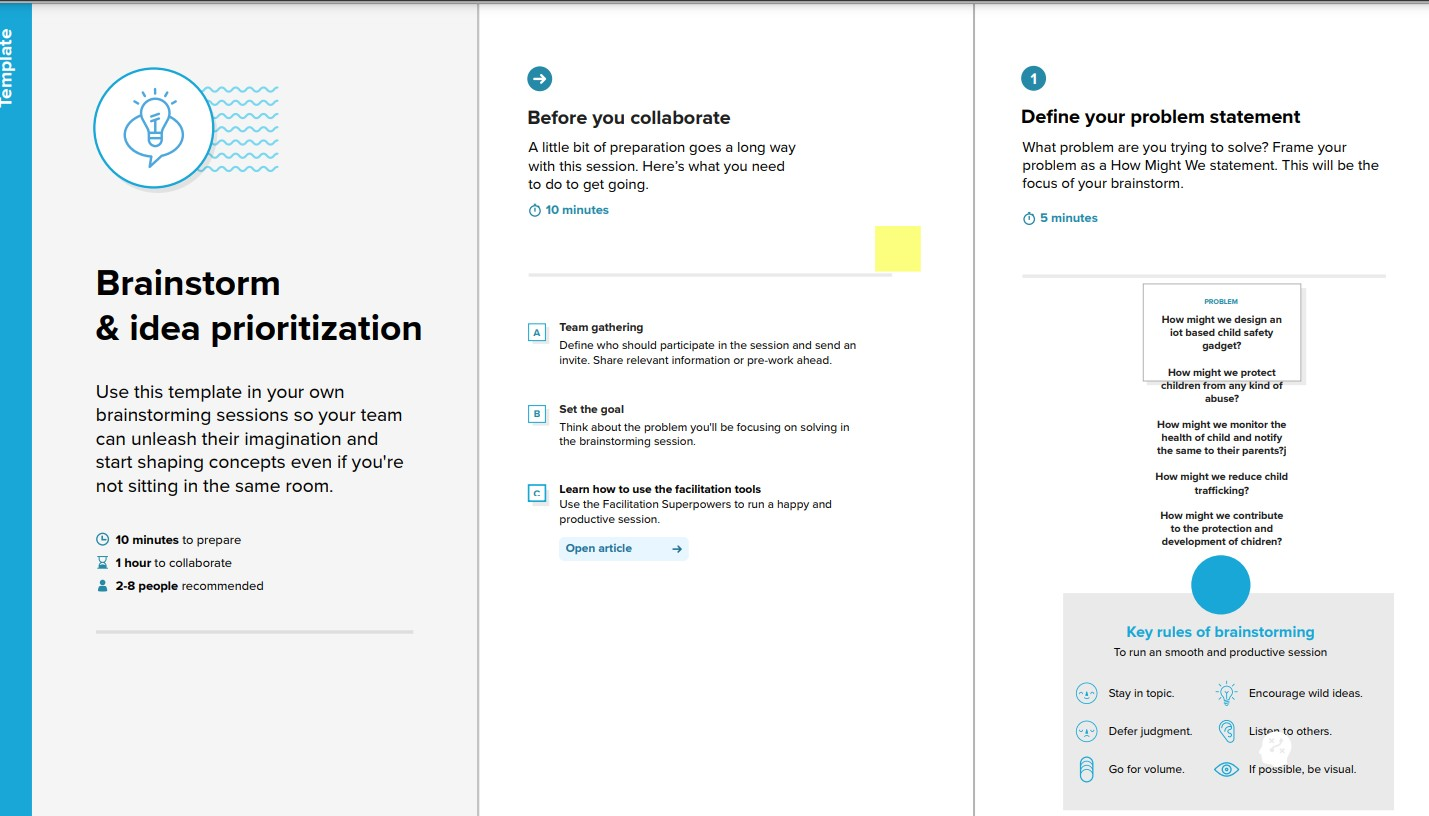 Template
Brainstorm
& idea prioritization
Use this template in your own
brainstorming sessions so your team
can unleash their imagination and
start shaping concepts even if you're
not sitting in the same room.
10 minutes to prepare
1 hour to collaborate
2-8 people recommended
Before you collaborate
A little bit of preparation goes a long way
with this session. Here's what you need
to do to get going.
10 minutes
A
Team gathering
Define who should participate in the session and send an
invite. Share relevant information or pre-work ahead.
B
Set the goal
Think about the problem you'll be focusing on solving in
the brainstorming session.
C
Learn how to use the facilitation tools
Use the Facilitation Superpowers to run a happy and
productive session.
Open article
1
Define your problem statement
What problem are you trying to solve? Frame your
problem as a How Might We statement. This will be the
focus of your brainstorm.
5 minutes
PROBLEM
How might we design an
iot based child safety
gadget?
How might we protect
children from any kind of
abuse?
How might we monitor the
health of child and notify
the same to their parents?j
How might we reduce child
trafficking?
How might we contribute
to the protection and
development of chidren?
Key rules of brainstorming
To run an smooth and productive session
Stay in topic.
Encourage wild ideas.
Defer judgment.
Listen to others.
Go for volume.
If possible, be visual.